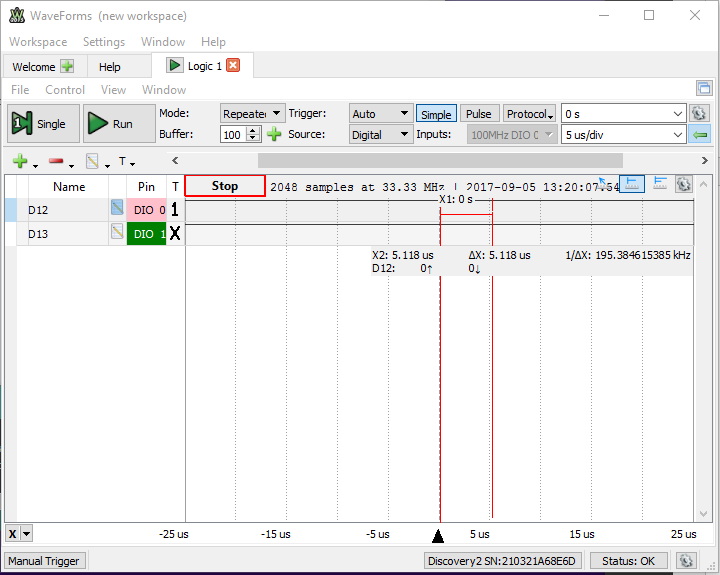 WaveForms (new workspace)
Workspace Settings Window Help
Welcome Help Logic 1
File Control View Window
Single Run Mode: Repeated Trigger: Auto Simple Pulse Protocol 0 s
Buffer: 100 Source: Digital Inputs: 100MHz DIO 0 5 us/div
T
Name Pin T Stop 2048 samples at 33.33 MHz | 2017-09-05 13:20:07.54
X1: 0 s
D12 DIO 0 1
D13 DIO 1 X
X2: 5.118 us ΔX: 5.118 us 1/ΔX: 195.384615385 kHz
D12: 0↑ 0↓
X -25 us -15 us -5 us 5 us 15 us 25 us
Manual Trigger Discovery2 SN:210321A68E6D Status: OK